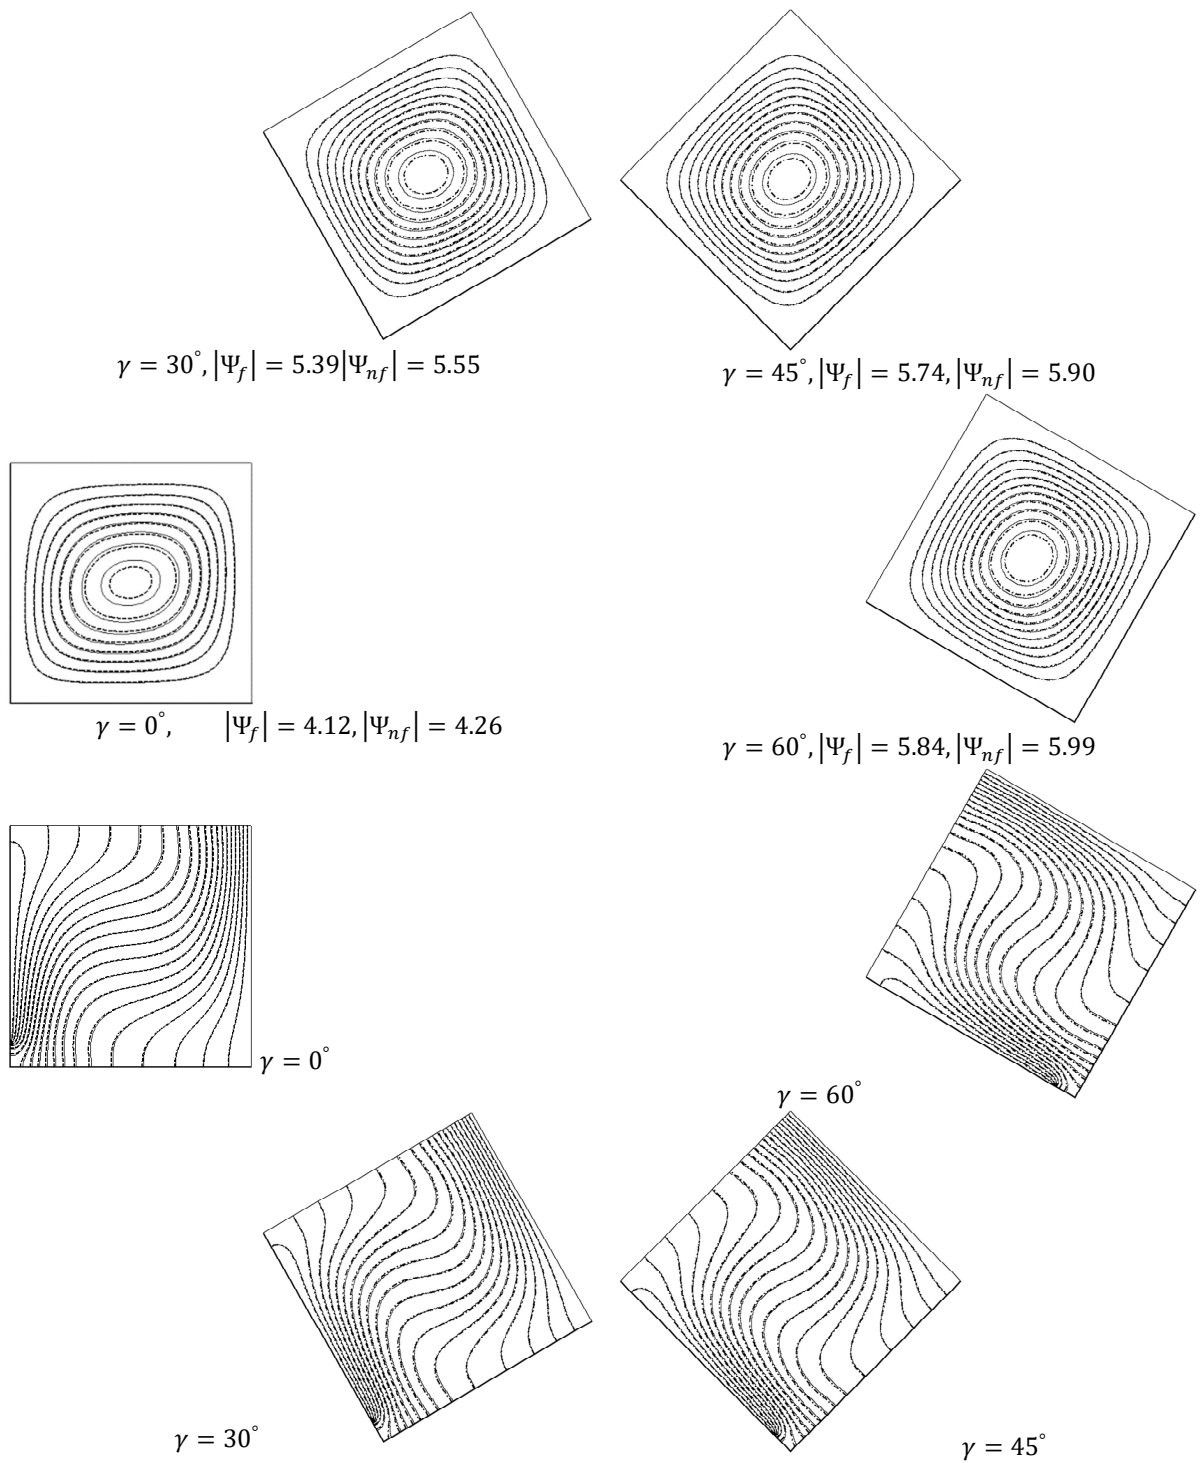 γ = 30°, |Ψ_f| = 5.39|Ψ_nf| = 5.55
γ = 45°, |Ψ_f| = 5.74, |Ψ_nf| = 5.90
γ = 0°, |Ψ_f| = 4.12, |Ψ_nf| = 4.26
γ = 60°, |Ψ_f| = 5.84, |Ψ_nf| = 5.99
γ = 0°
γ = 60°
γ = 30°
γ = 45°